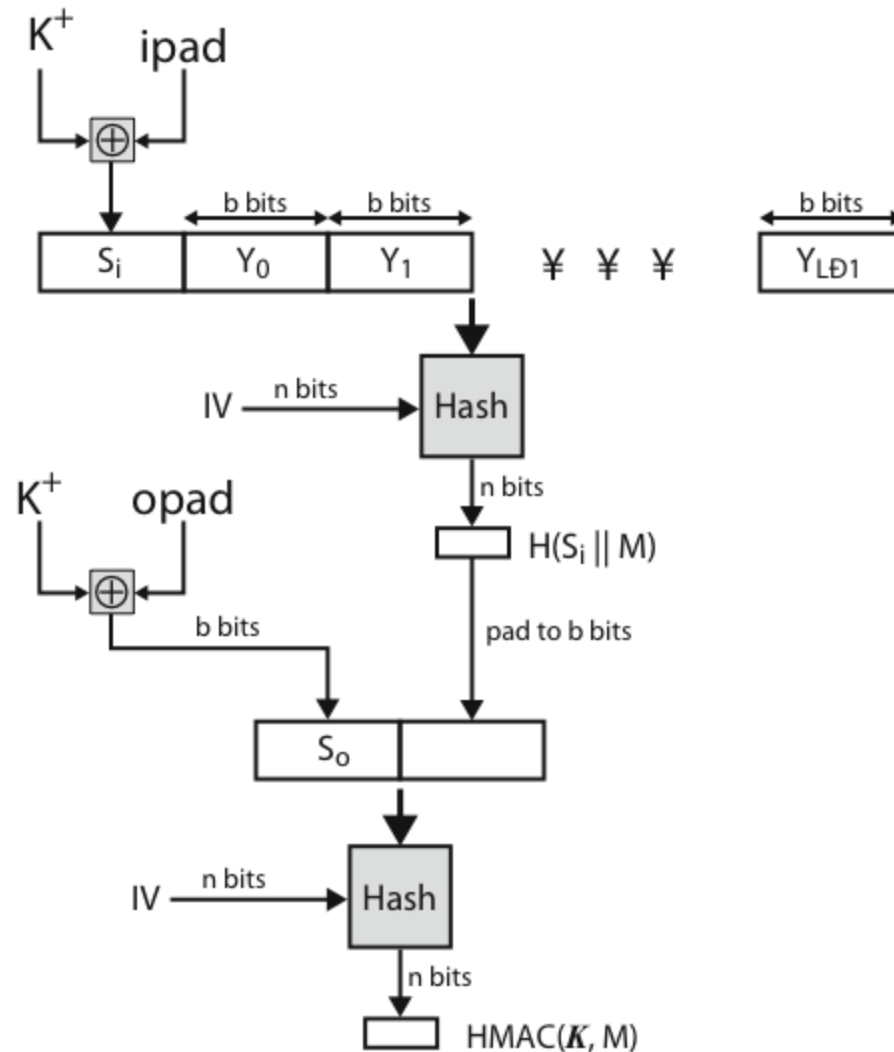 K+ ipad
b bits b bits b bits
Si Y0 Y1 ¥ ¥ ¥ YLĐ1
IV n bits Hash
n bits
K+ opad
H(Si || M)
b bits
pad to b bits
So
IV n bits Hash
n bits
HMAC(K, M)